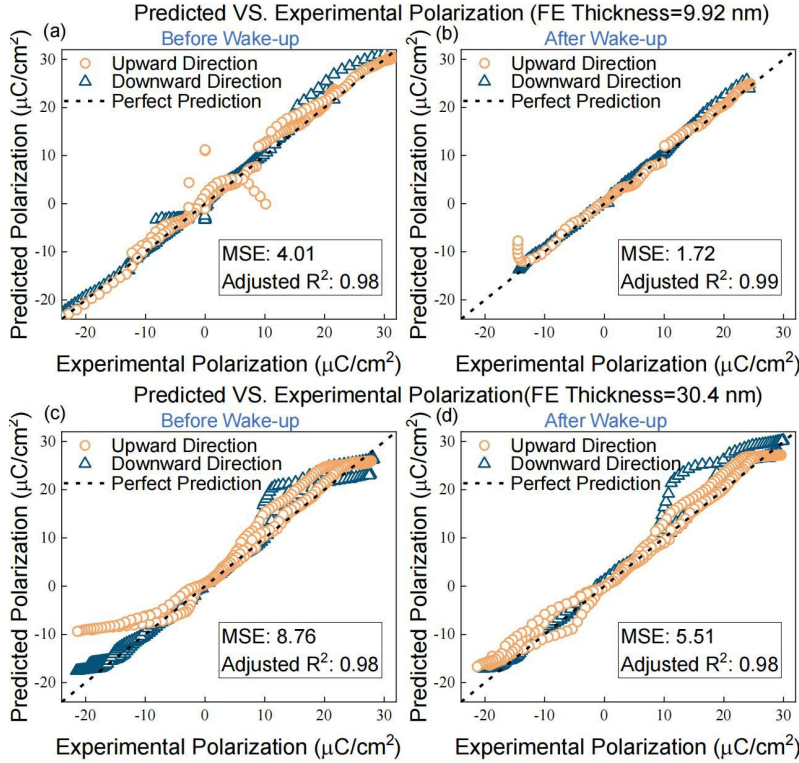 Predicted VS. Experimental Polarization (FE Thickness=9.92 nm)
(a)
Before Wake-up
Upward Direction
Downward Direction
Perfect Prediction
MSE: 4.01
Adjusted R²: 0.98
30
20
10
0
-10
-20
-20 -10 0 10 20 30
Predicted Polarization (μC/cm²)
Experimental Polarization (μC/cm²)
(b)
After Wake-up
Upward Direction
Downward Direction
Perfect Prediction
MSE: 1.72
Adjusted R²: 0.99
30
20
10
0
-10
-20
-20 -10 0 10 20 30
Predicted Polarization (μC/cm²)
Experimental Polarization (μC/cm²)
Predicted VS. Experimental Polarization(FE Thickness=30.4 nm)
(c)
Before Wake-up
Upward Direction
Downward Direction
Perfect Prediction
MSE: 8.76
Adjusted R²: 0.98
30
20
10
0
-10
-20
-20 -10 0 10 20 30
Predicted Polarization (μC/cm²)
Experimental Polarization (μC/cm²)
(d)
After Wake-up
Upward Direction
Downward Direction
Perfect Prediction
MSE: 5.51
Adjusted R²: 0.98
30
20
10
0
-10
-20
-20 -10 0 10 20 30
Predicted Polarization (μC/cm²)
Experimental Polarization (μC/cm²)